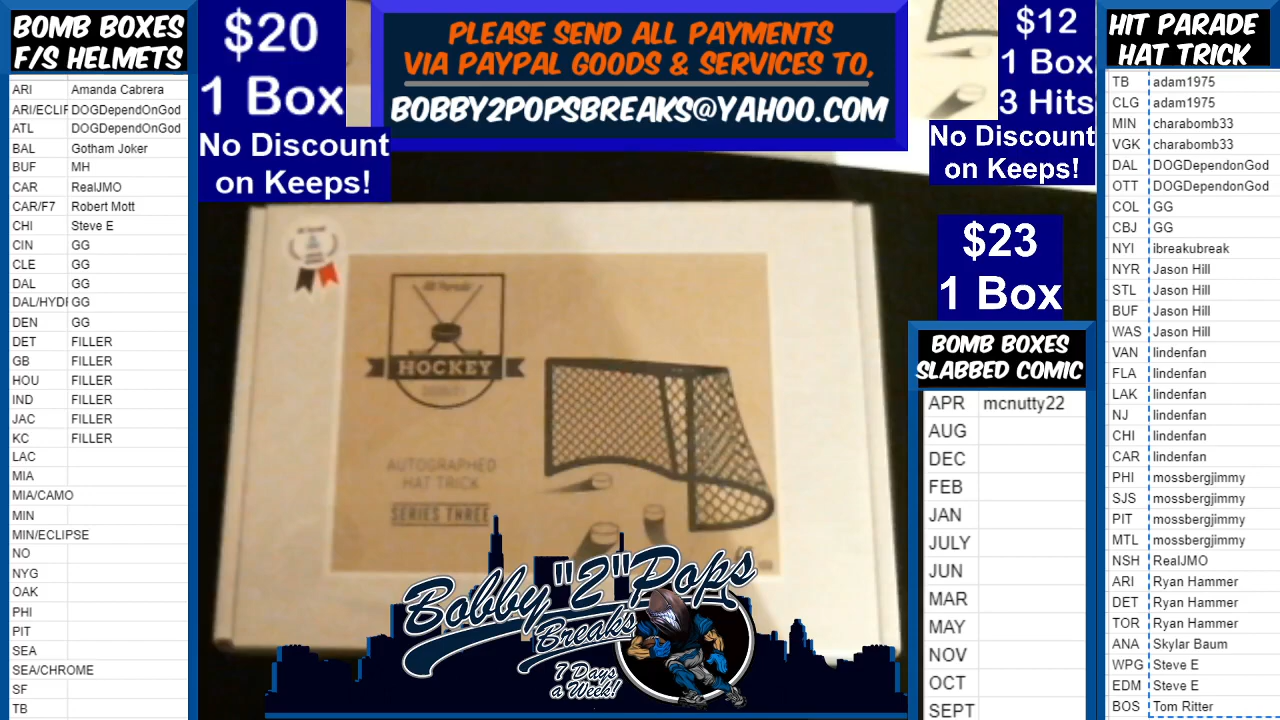 BOMB BOXES
F/S HELMETS
ARI Amanda Cabrera
ARI/ECLIF DOGDependOnGod
ATL DOGDependOnGod
BAL Gotham Joker
BUF MH
CAR RealJMO
CAR/F7 Robert Mott
CHI Steve E
CIN GG
CLE GG
DAL GG
DAL/HYDF GG
DEN GG
DET FILLER
GB FILLER
HOU FILLER
IND FILLER
JAC FILLER
KC FILLER
LAC
MIA
MIA/CAMO
MIN
MIN/ECLIPSE
NO
NYG
OAK
PHI
PIT
SEA
SEA/CHROME
SF
TB
$20
1 Box
No Discount
on Keeps!
PLEASE SEND ALL PAYMENTS
VIA PAYPAL GOODS & SERVICES TO,
BOBBY2POPSBREAKS@YAHOO.COM
Hit Parade
HOCKEY
AUTOGRAPHED
HAT TRICK
SERIES THREE
Bobby "2" Pops
Breaks
7 Days
a Week!
$12
1 Box
3 Hits
No Discount
on Keeps!
$23
1 Box
BOMB BOXES
SLABBED COMIC
APR mcnutty22
AUG
DEC
FEB
JAN
JULY
JUN
MAR
MAY
NOV
OCT
SEPT
HIT PARADE
HAT TRICK
TB adam1975
CLG adam1975
MIN charabomb33
VGK charabomb33
DAL DOGDependonGod
OTT DOGDependonGod
COL GG
CBJ GG
NYI ibreakubreak
NYR Jason Hill
STL Jason Hill
BUF Jason Hill
WAS Jason Hill
VAN lindenfan
FLA lindenfan
LAK lindenfan
NJ lindenfan
CHI lindenfan
CAR lindenfan
PHI mossbergjimmy
SJS mossbergjimmy
PIT mossbergjimmy
MTL mossbergjimmy
NSH RealJMO
ARI Ryan Hammer
DET Ryan Hammer
TOR Ryan Hammer
ANA Skylar Baum
WPG Steve E
EDM Steve E
BOS Tom Ritter